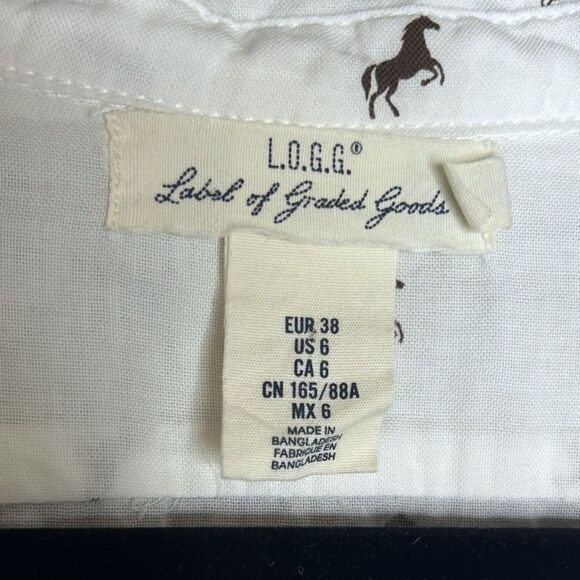 L.O.G.G.®
Label of Graded Goods
EUR 38
US 6
CA 6
CN 165/88A
MX 6
MADE IN
BANGLADESH
FABRIQUE EN
BANGLADESH